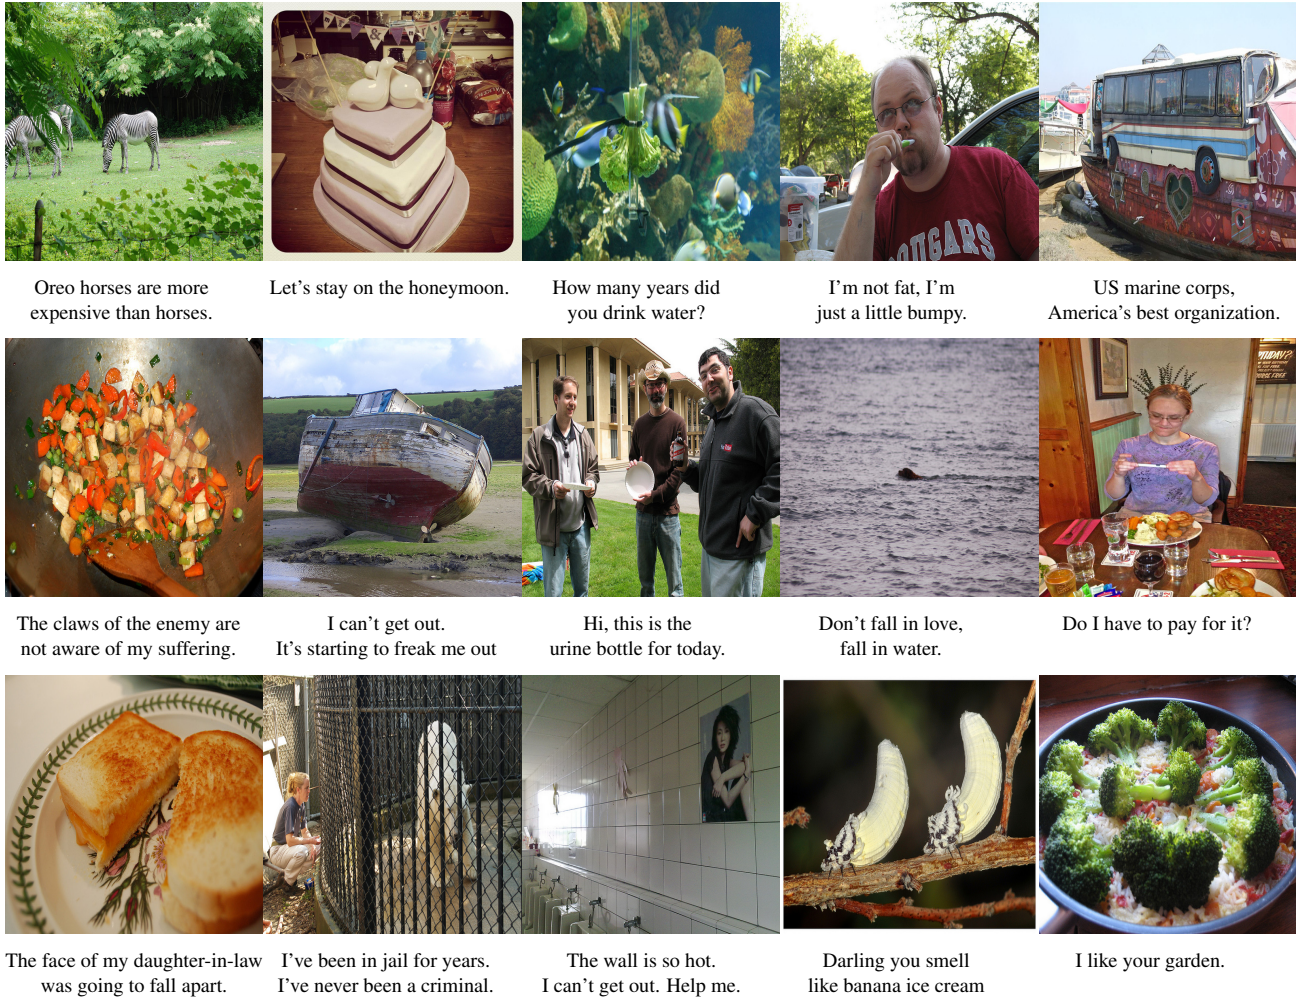 &
COUGARS
Oreo horses are more
expensive than horses.
Let's stay on the honeymoon.
How many years did
you drink water?
I'm not fat, I'm
just a little bumpy.
US marine corps,
America's best organization.
The claws of the enemy are
not aware of my suffering.
I can't get out.
It's starting to freak me out
Hi, this is the
urine bottle for today.
Don't fall in love,
fall in water.
Do I have to pay for it?
The face of my daughter-in-law
was going to fall apart.
I've been in jail for years.
I've never been a criminal.
The wall is so hot.
I can't get out. Help me.
Darling you smell
like banana ice cream
I like your garden.